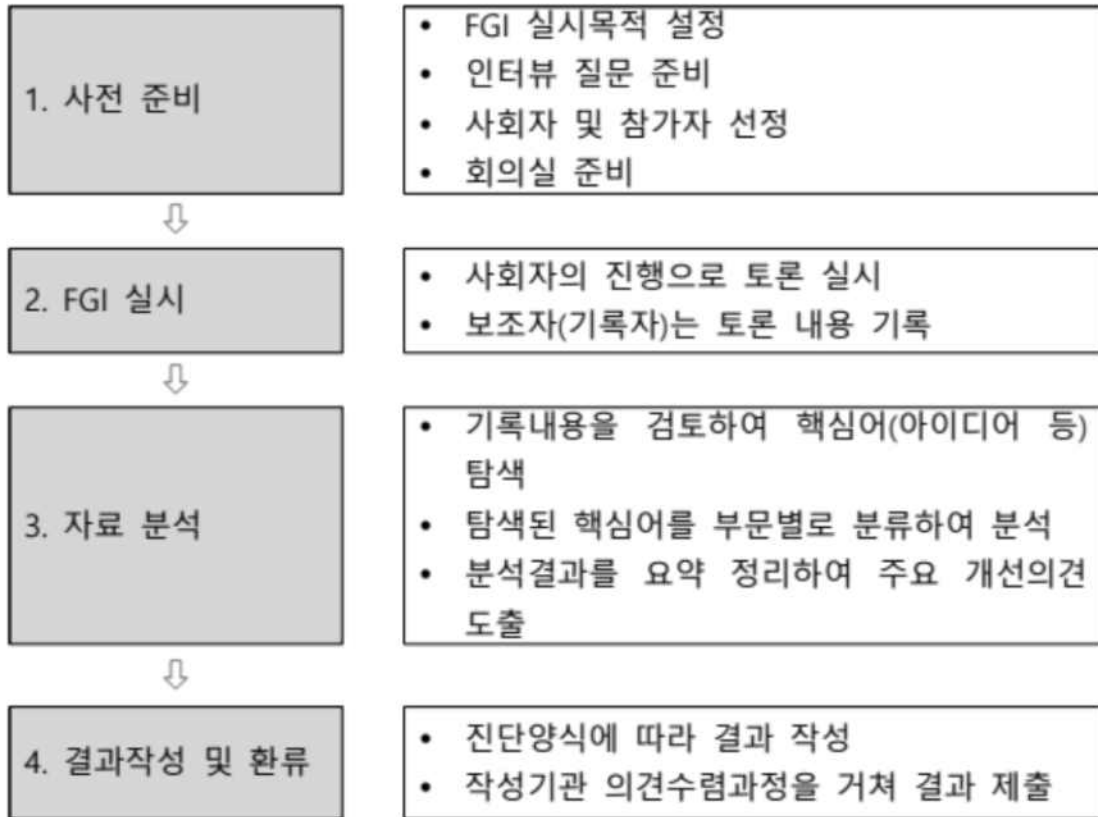 1. 사전 준비
• FGI 실시목적 설정
• 인터뷰 질문 준비
• 사회자 및 참가자 선정
• 회의실 준비
2. FGI 실시
• 사회자의 진행으로 토론 실시
• 보조자(기록자)는 토론 내용 기록
3. 자료 분석
• 기록내용을 검토하여 핵심어(아이디어 등)
탐색
• 탐색된 핵심어를 부문별로 분류하여 분석
• 분석결과를 요약 정리하여 주요 개선의견
도출
4. 결과작성 및 환류
• 진단양식에 따라 결과 작성
• 작성기관 의견수렴과정을 거쳐 결과 제출